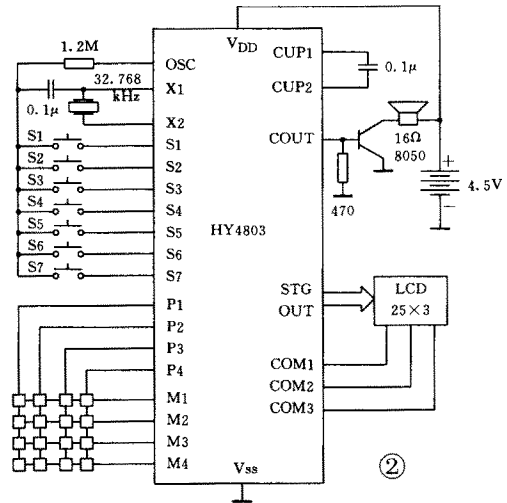 VDD
1.2M
OSC
CUP1
32.768
kHz
X1
0.1μ
CUP2
0.1μ
X2
COUT
16Ω
8050
S1
S1
S2
S2
S3
S3
S4
S4
S5
S5
S6
S6
S7
S7
470
+
4.5V
−
HY4803
P1
P2
P3
P4
STG
OUT
LCD
25×3
COM1
COM2
COM3
M1
M2
M3
M4
Vss
②